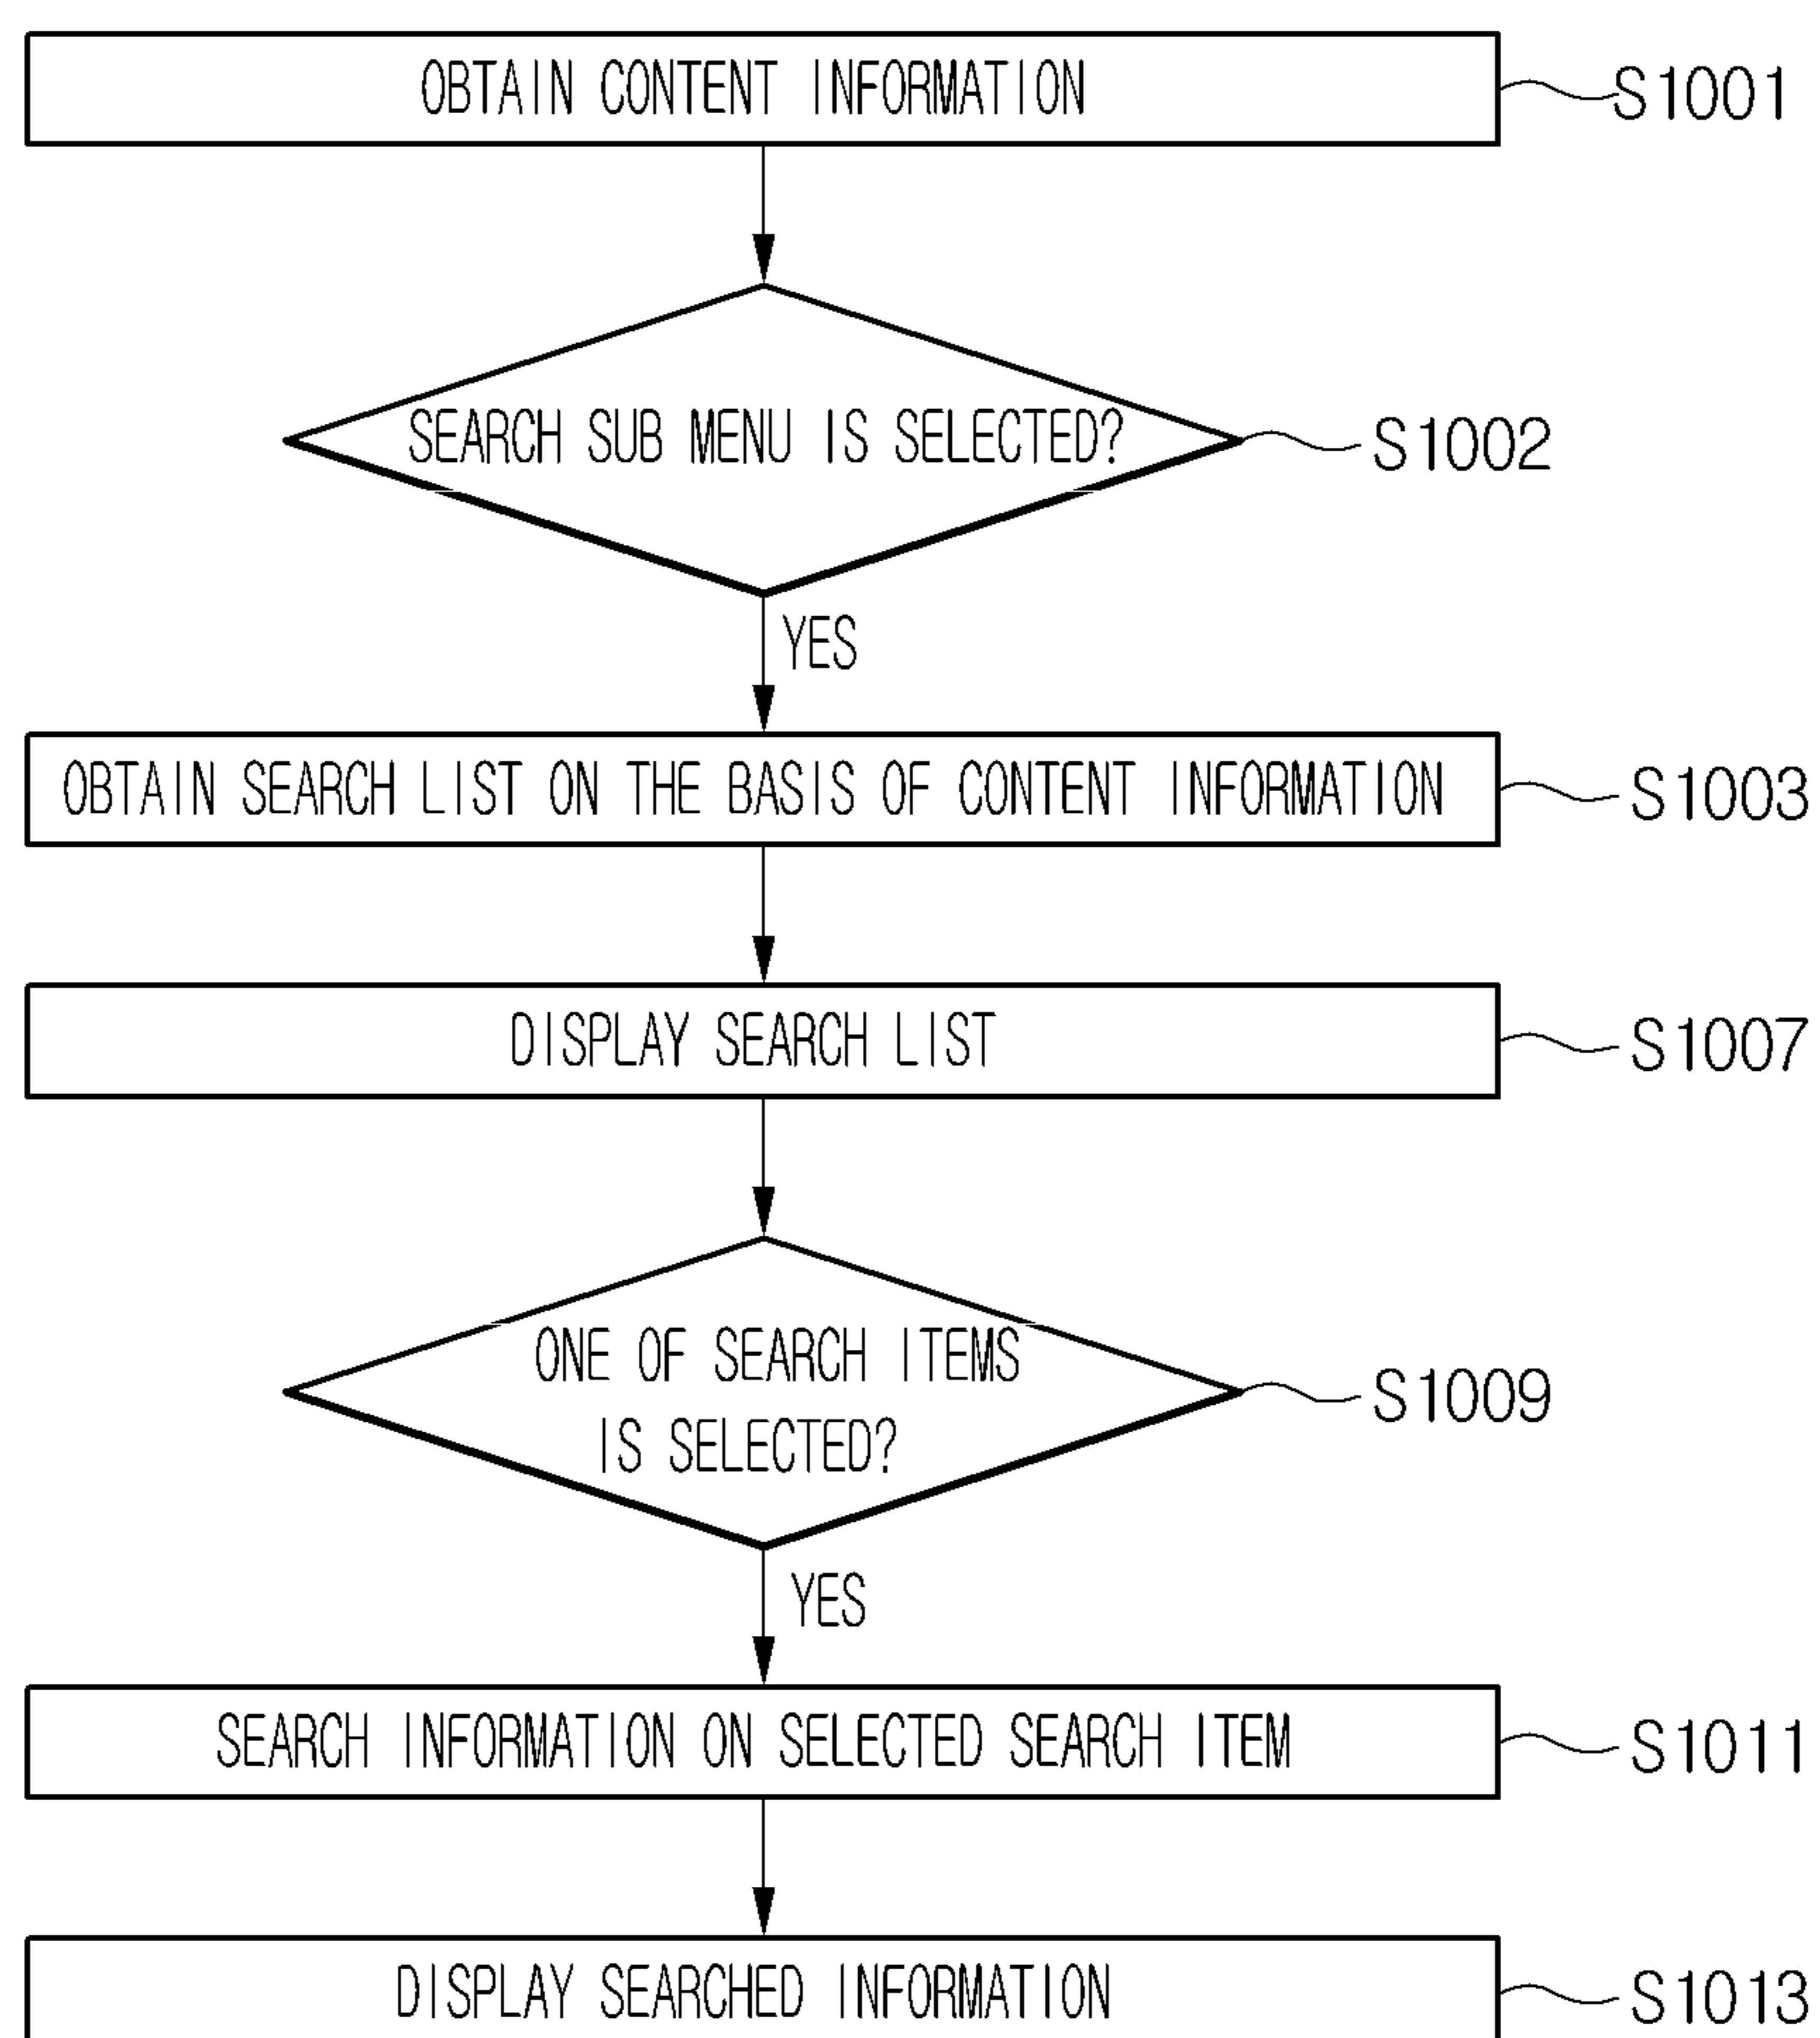 OBTAIN CONTENT INFORMATION S1001
SEARCH SUB MENU IS SELECTED? S1002
YES
OBTAIN SEARCH LIST ON THE BASIS OF CONTENT INFORMATION S1003
DISPLAY SEARCH LIST S1007
ONE OF SEARCH ITEMS
IS SELECTED?
S1009
YES
SEARCH INFORMATION ON SELECTED SEARCH ITEM S1011
DISPLAY SEARCHED INFORMATION S1013